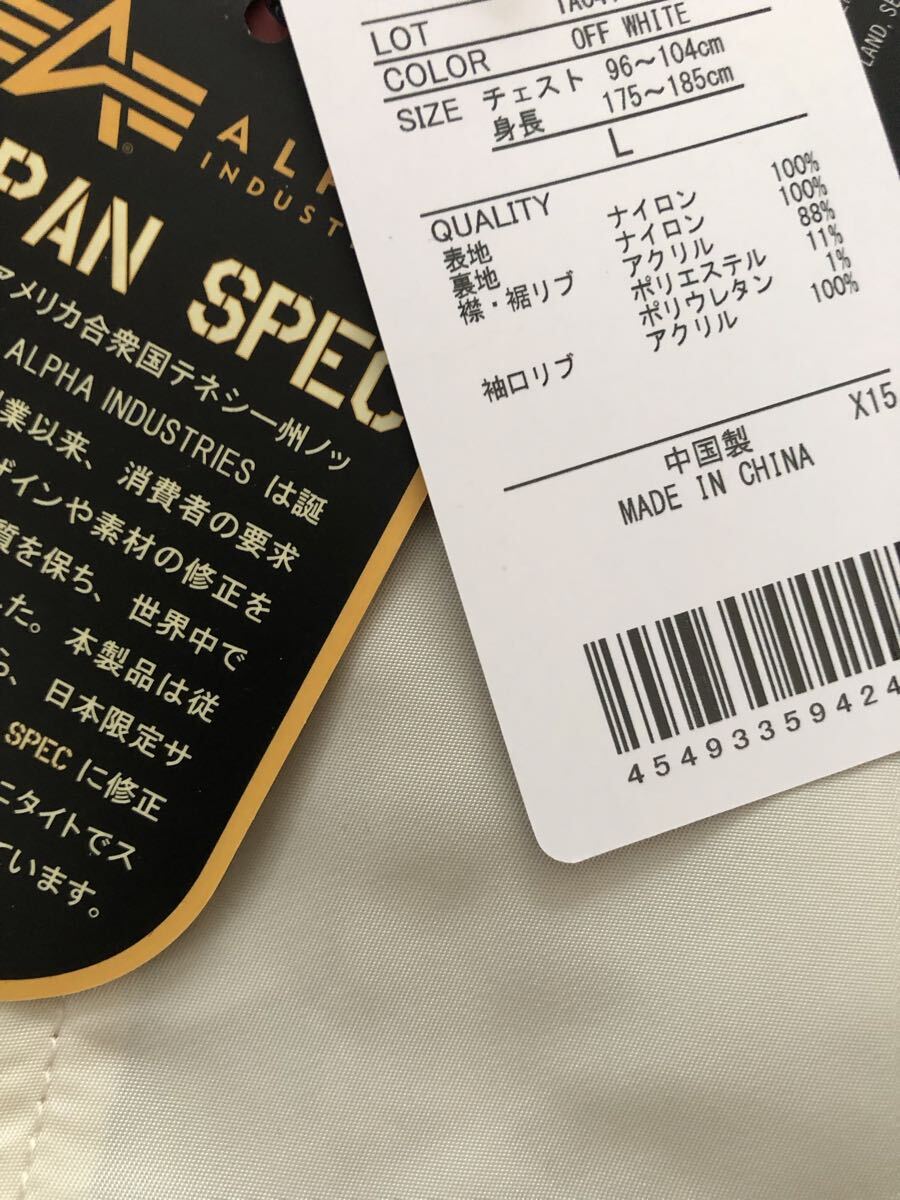 ALP
INDUST
PAN SPEC
アメリカ合衆国テネシー州ノッ
ALPHA INDUSTRIES は誕
業以来、消費者の要求
ザインや素材の修正を
質を保ち、世界中で
た。本製品は従
ら、日本限定サ
SPEC に修正
ニタイトでス
ています。
LOT
COLOR OFF WHITE
SIZE チェスト 96～104cm
身長 175～185cm
L
QUALITY
表地 ナイロン 100%
裏地 ナイロン 100%
襟・裾リブ アクリル 88%
ポリエステル 11%
ポリウレタン 1%
袖口リブ アクリル 100%
X15
中国製
MADE IN CHINA
45493359424
LAND, SE